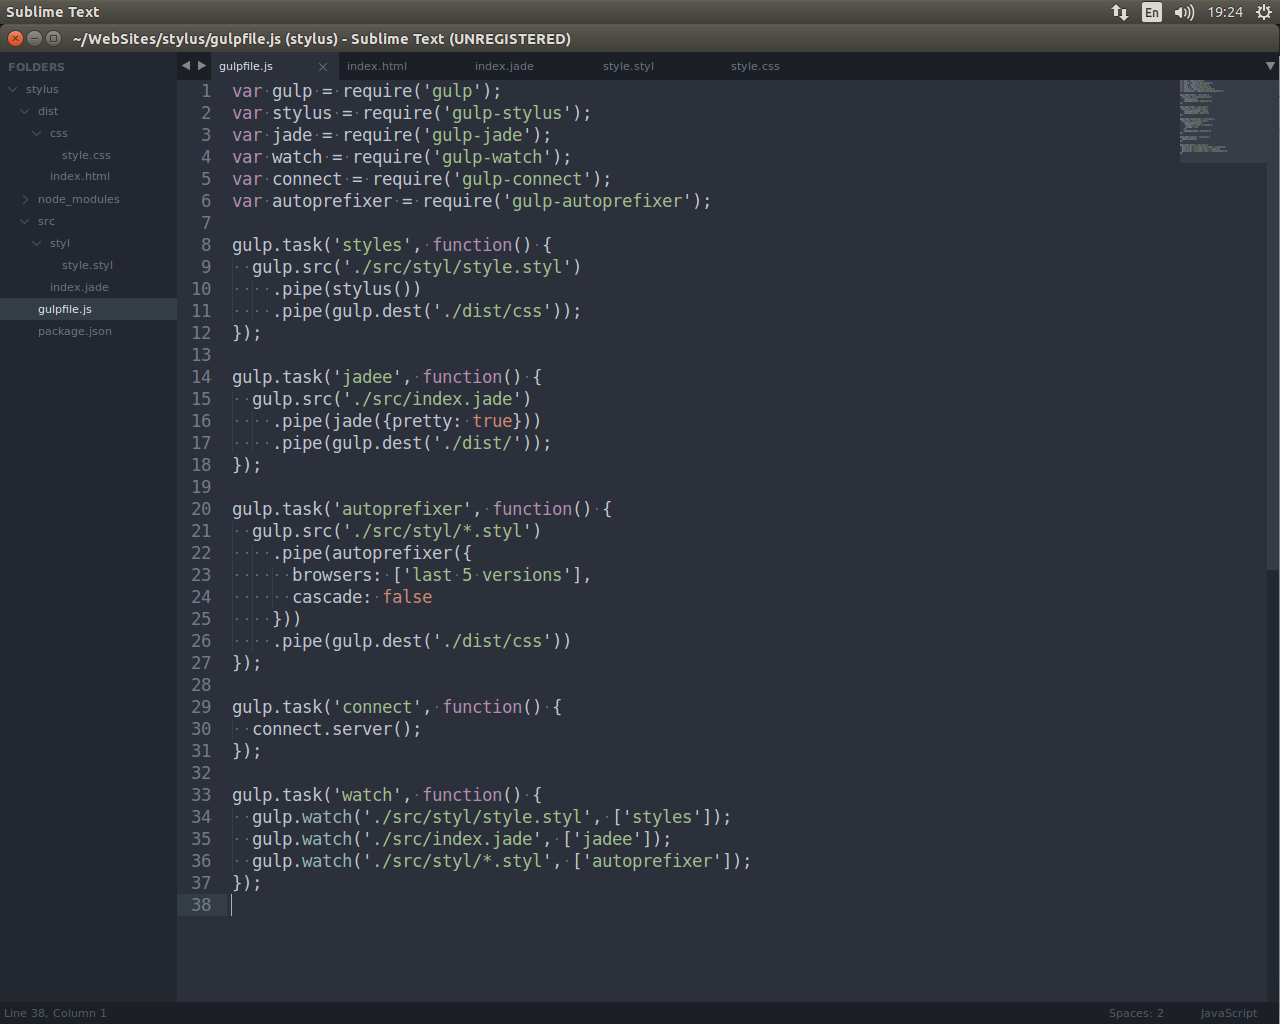 Sublime Text
En
19:24
~/WebSites/stylus/gulpfile.js (stylus) - Sublime Text (UNREGISTERED)
FOLDERS
stylus
dist
css
style.css
index.html
node_modules
src
styl
style.styl
index.jade
gulpfile.js
package.json
gulpfile.js
index.html
index.jade
style.styl
style.css
1 var gulp = require('gulp');
2 var stylus = require('gulp-stylus');
3 var jade = require('gulp-jade');
4 var watch = require('gulp-watch');
5 var connect = require('gulp-connect');
6 var autoprefixer = require('gulp-autoprefixer');
7
8 gulp.task('styles', function() {
9   gulp.src('./src/styl/style.styl')
10     .pipe(stylus())
11     .pipe(gulp.dest('./dist/css'));
12 });
13
14 gulp.task('jadee', function() {
15   gulp.src('./src/index.jade')
16     .pipe(jade({pretty: true}))
17     .pipe(gulp.dest('./dist/'));
18 });
19
20 gulp.task('autoprefixer', function() {
21   gulp.src('./src/styl/*.styl')
22     .pipe(autoprefixer({
23       browsers: ['last 5 versions'],
24       cascade: false
25     }))
26     .pipe(gulp.dest('./dist/css'))
27 });
28
29 gulp.task('connect', function() {
30   connect.server();
31 });
32
33 gulp.task('watch', function() {
34   gulp.watch('./src/styl/style.styl', ['styles']);
35   gulp.watch('./src/index.jade', ['jadee']);
36   gulp.watch('./src/styl/*.styl', ['autoprefixer']);
37 });
38
Line 38, Column 1
Spaces: 2
JavaScript